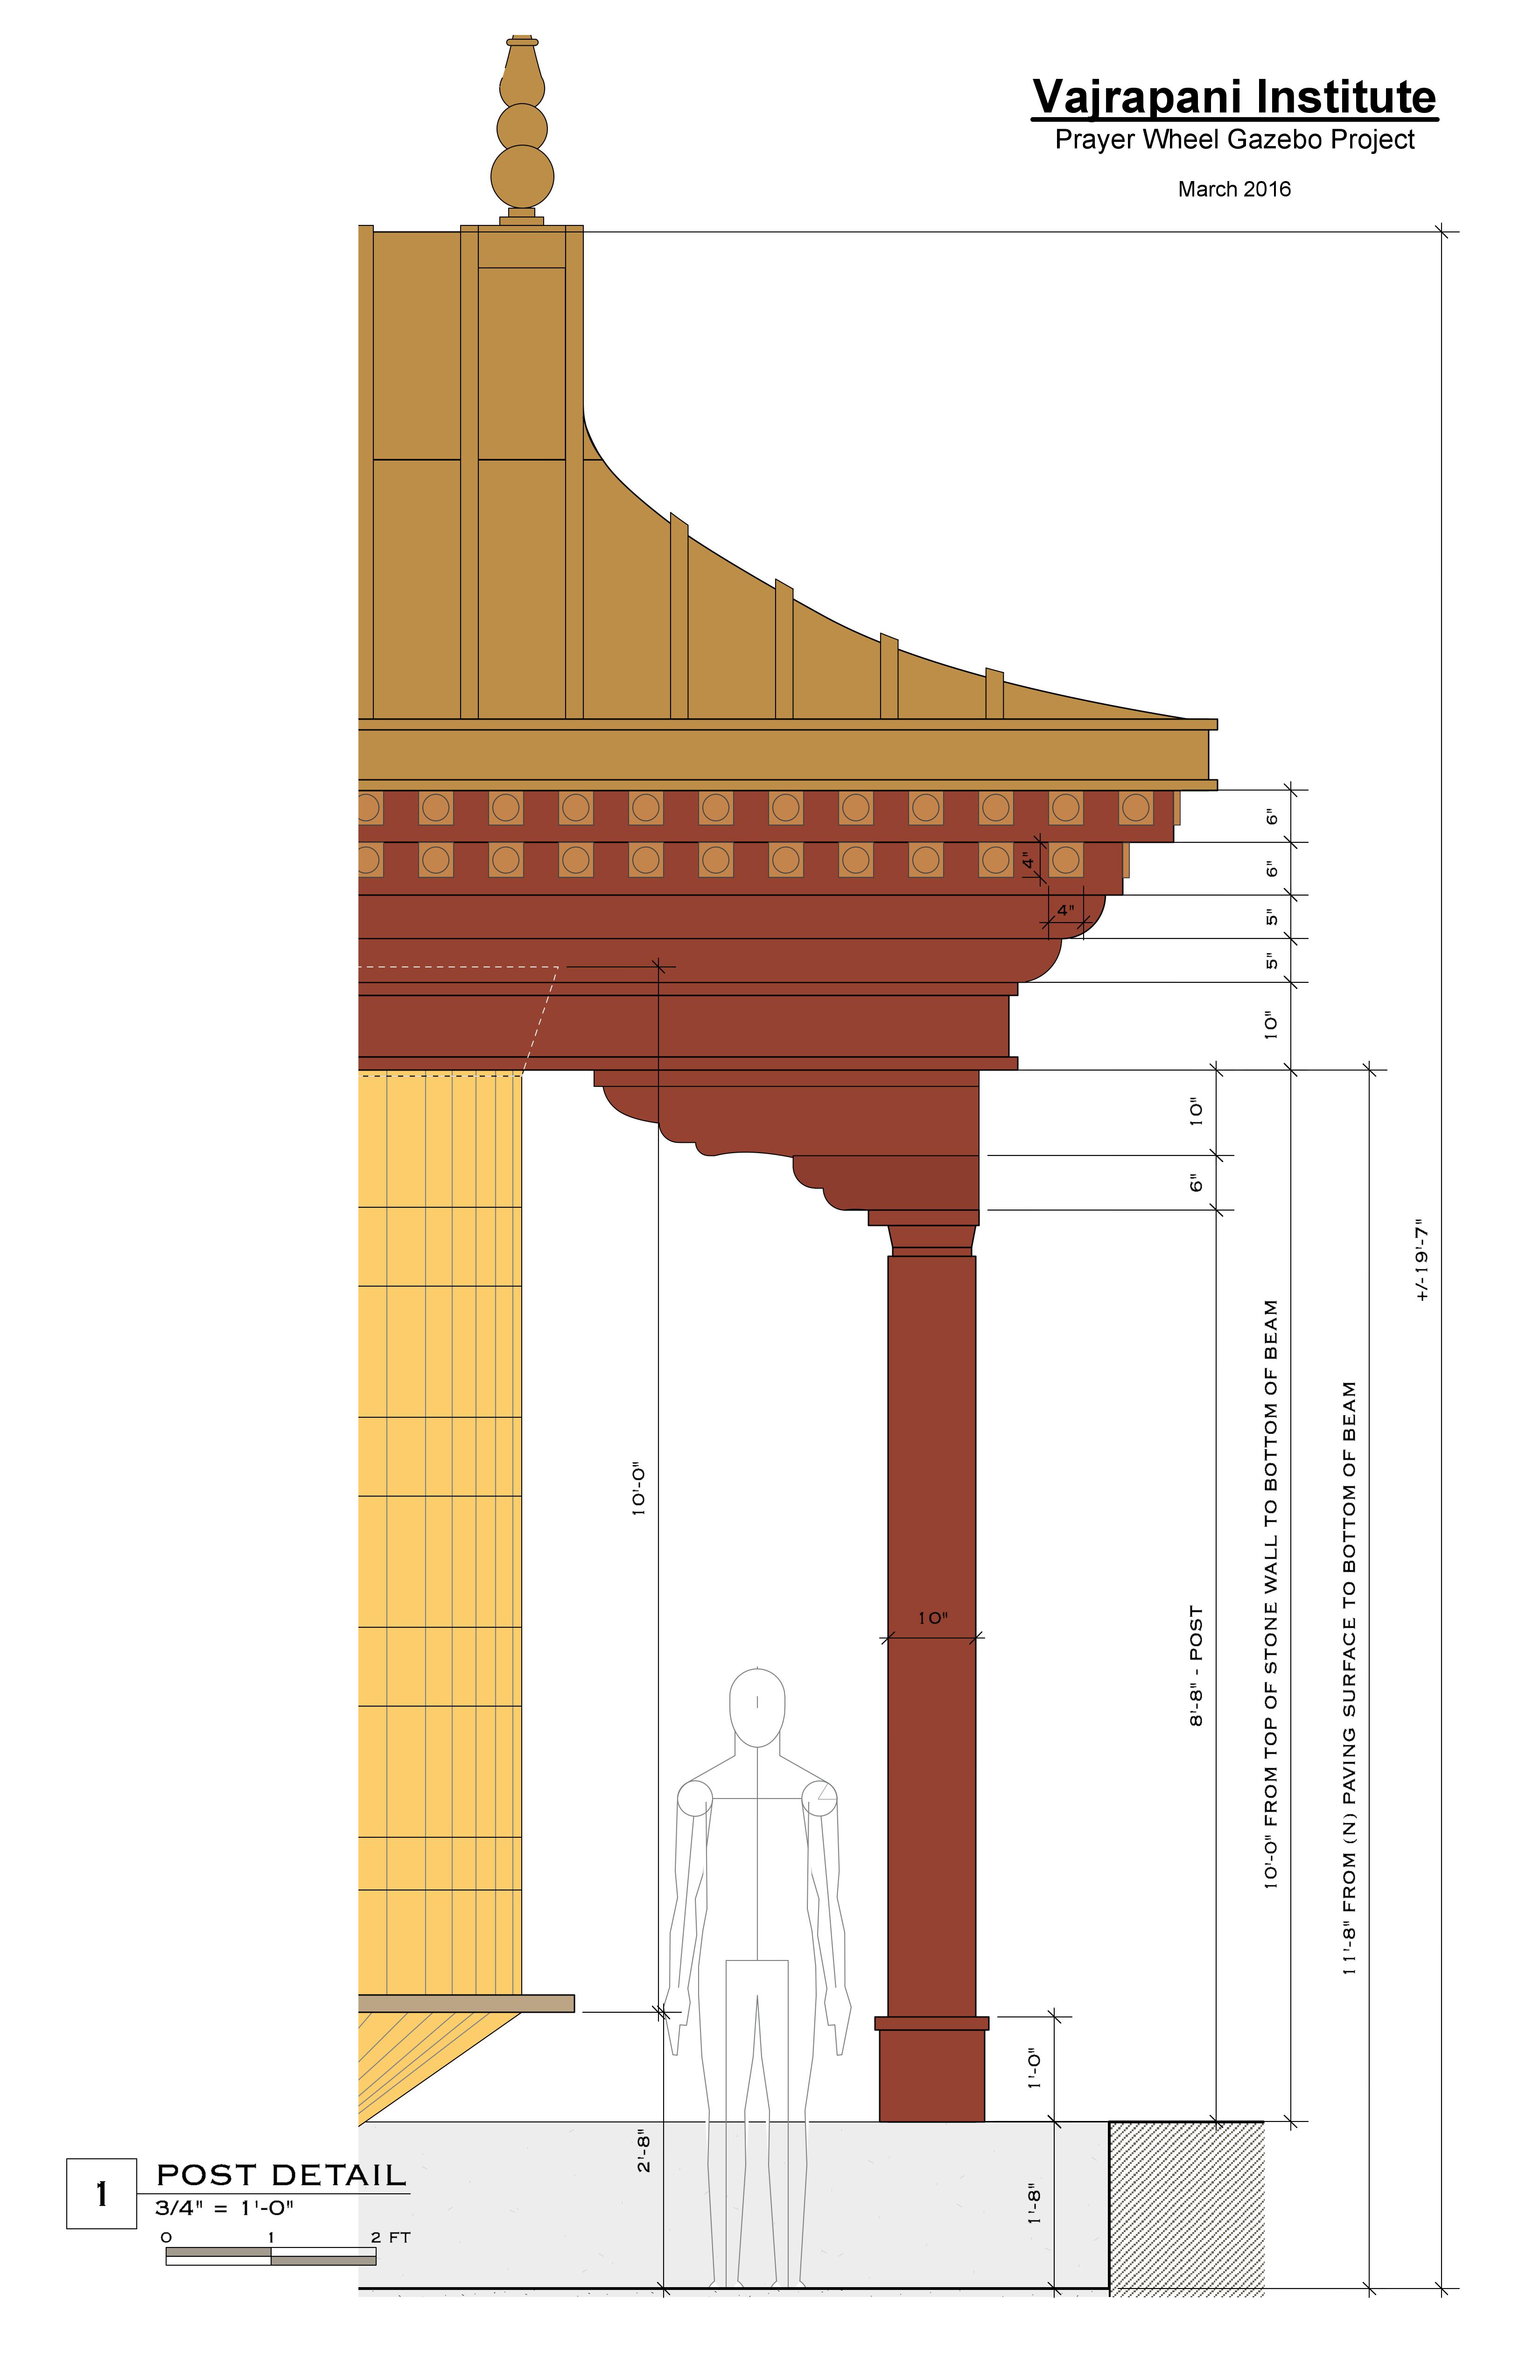 Vajrapani Institute
Prayer Wheel Gazebo Project
March 2016
6"
6"
4"
4"
5"
5"
10"
10"
6"
+/-19'-7"
10'-0" FROM TOP OF STONE WALL TO BOTTOM OF BEAM
11'-8" FROM (N) PAVING SURFACE TO BOTTOM OF BEAM
10'-0"
10"
8'-8" - POST
1'-0"
2'-8"
1'-8"
1
POST DETAIL
3/4" = 1'-0"
0 1 2 FT